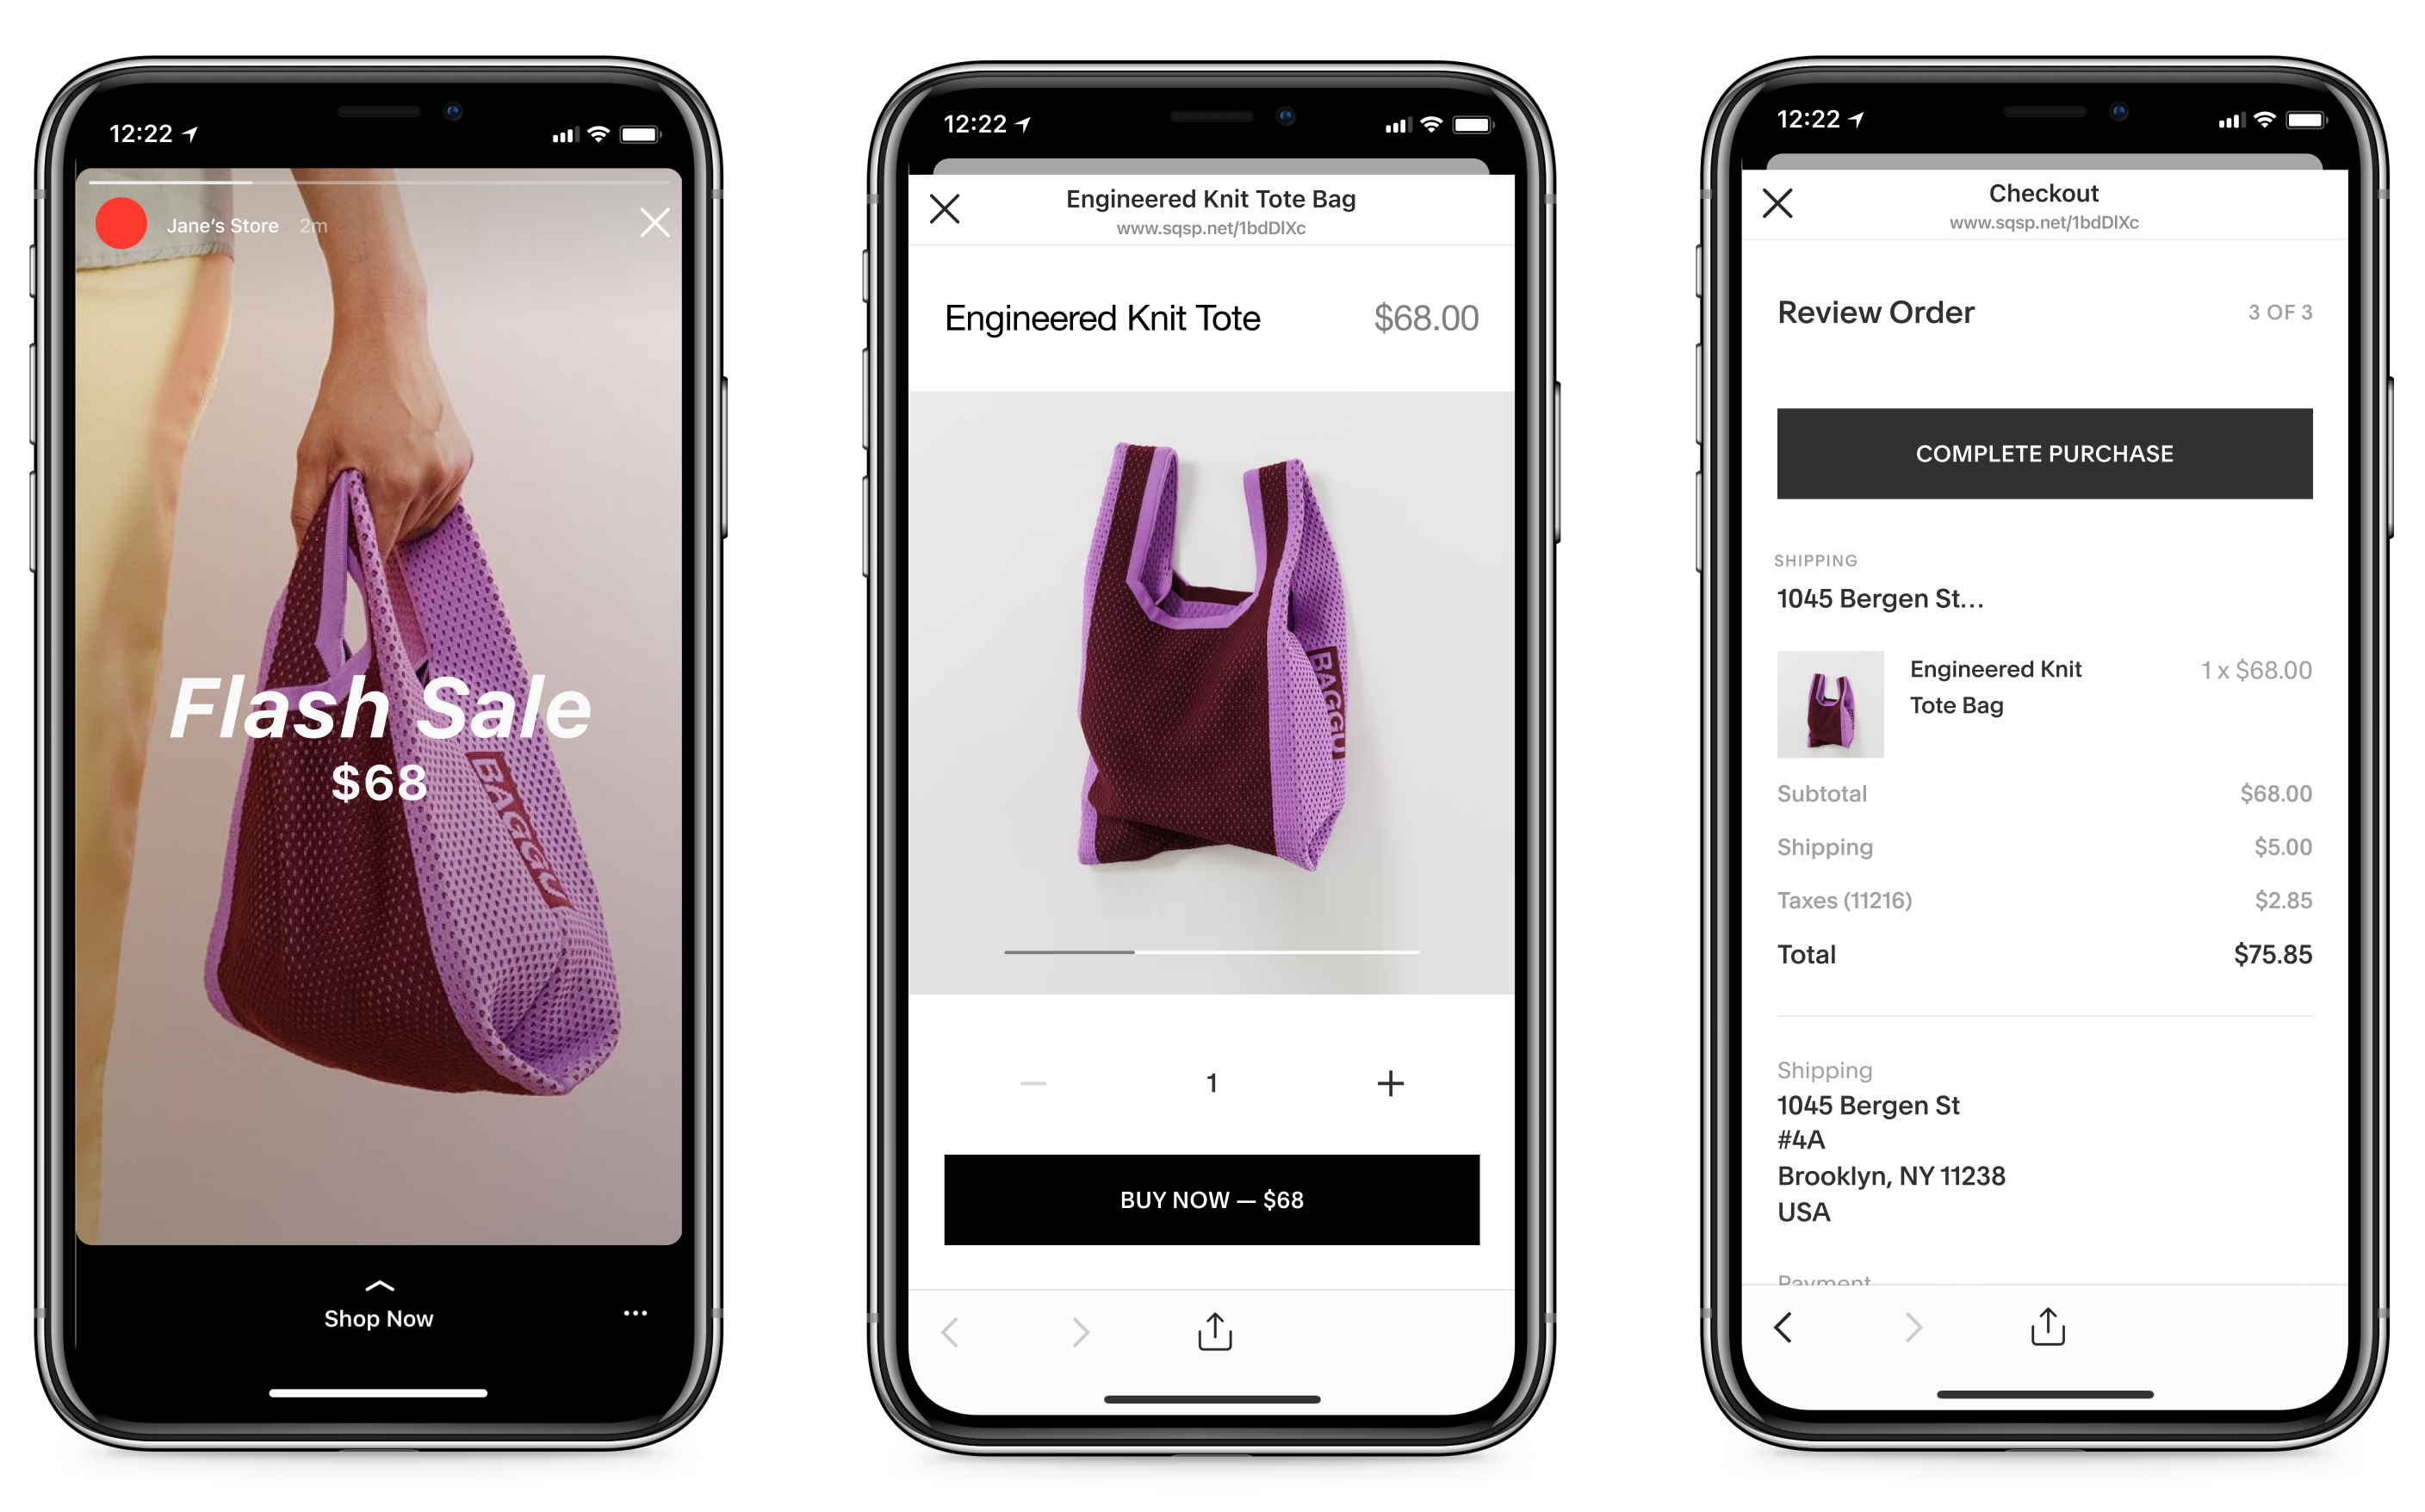 12:22
Jane's Store 2m
Flash Sale
$68
BAGGU
Shop Now
12:22
Engineered Knit Tote Bag
www.sqsp.net/1bdDIXc
Engineered Knit Tote $68.00
BAGGU
1
BUY NOW — $68
12:22
Checkout
www.sqsp.net/1bdDIXc
Review Order 3 OF 3
COMPLETE PURCHASE
SHIPPING
1045 Bergen St...
Engineered Knit 1 x $68.00
Tote Bag
Subtotal $68.00
Shipping $5.00
Taxes (11216) $2.85
Total $75.85
Shipping
1045 Bergen St
#4A
Brooklyn, NY 11238
USA
Payment